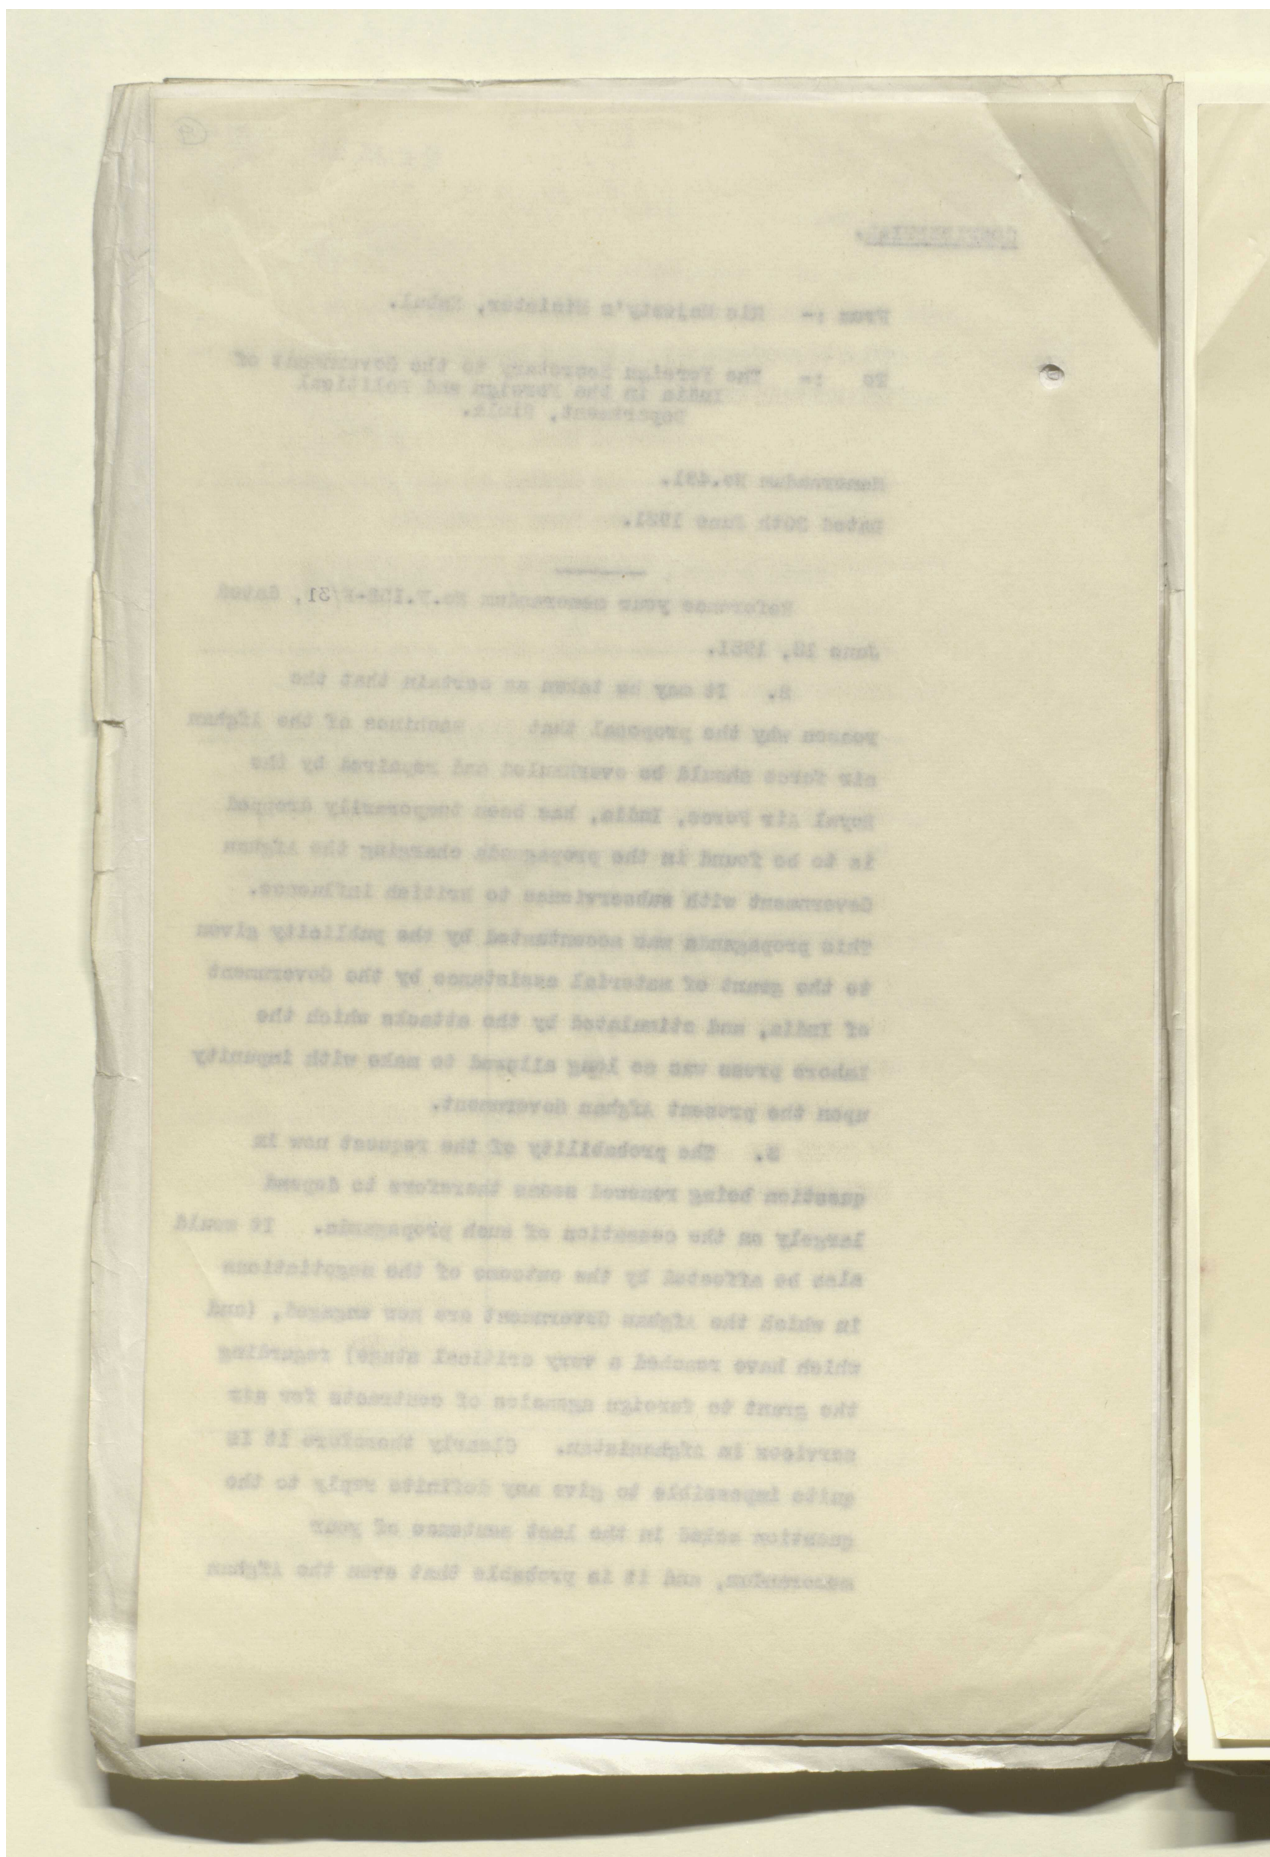 CONFIDENTIAL.
From :- His Majesty's Minister, Kabul.
To :- The Foreign Secretary to the Government of
India in the Foreign and Political
Department, Simla.
Memorandum No.491.
Dated 30th June 1931.
Reference your memorandum 31, dated
June 18, 1931.
2. It may be taken as certain that the
reason why the proposal that machines of the Afghan
air force should be overhauled and repaired by the
Royal Air Force, India, has been temporarily dropped
is to be found in the propaganda charging the Afghan
Government with subservience to British influence.
This propaganda was accentuated by the publicity given
to the grant of material assistance by the Government
of India, and stimulated by the attacks which the
Lahore press was so long allowed to make with impunity
upon the present Afghan Government.
3. The probability of the request now in
question being renewed seems therefore to depend
largely on the cessation of such propaganda. It would
also be affected by the outcome of the negotiations
in which the Afghan Government are now engaged, (and
which have reached a very critical stage) regarding
the grant to foreign agencies of contracts for air
services in Afghanistan. Clearly therefore it is
quite impossible to give any definite reply to the
question asked in the last sentence of your
memorandum, and it is probable that even the Afghan